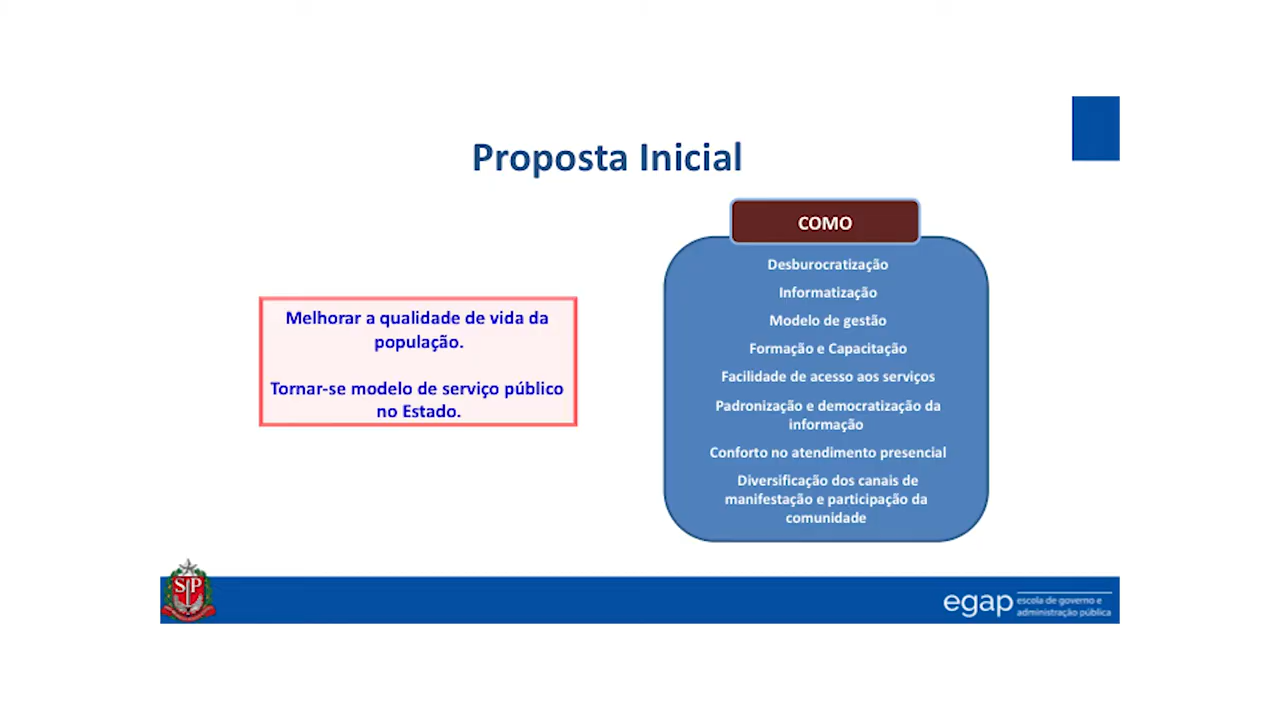 Proposta Inicial
Melhorar a qualidade de vida da
população.
Tornar-se modelo de serviço público
no Estado.
COMO
Desburocratização
Informatização
Modelo de gestão
Formação e Capacitação
Facilidade de acesso aos serviços
Padronização e democratização da
informação
Conforto no atendimento presencial
Diversificação dos canais de
manifestação e participação da
comunidade
SP
egap
escola de governo e
administração pública